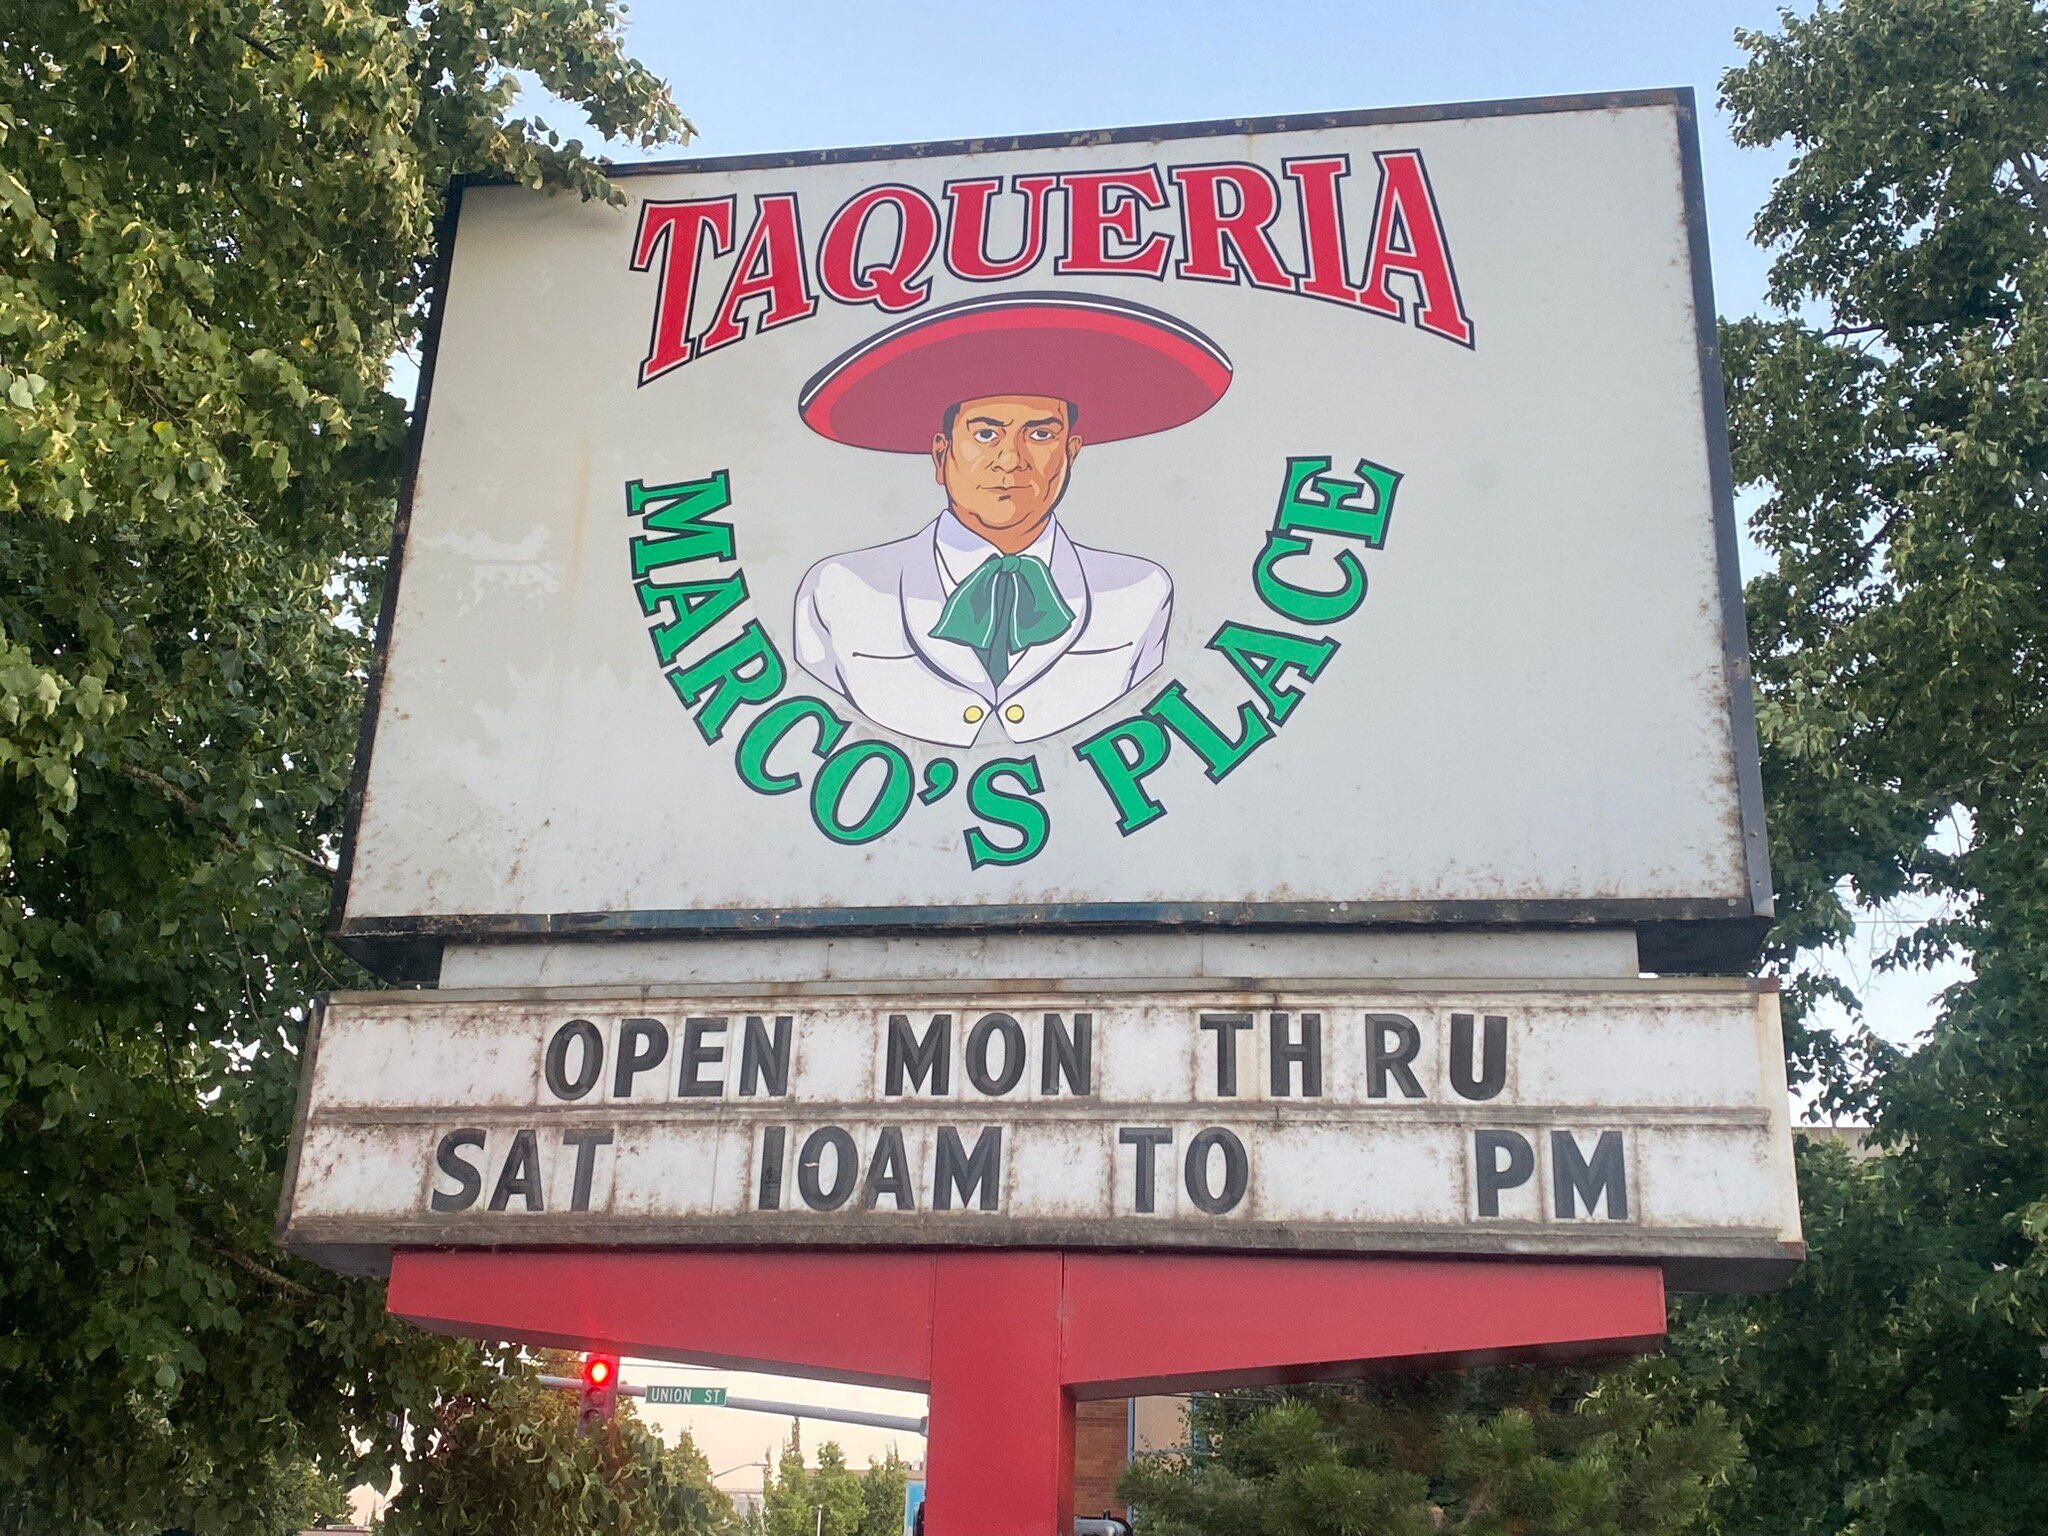 TAQUERIA
MARCO'S PLACE
OPEN MON THRU
SAT 10AM TO PM
UNION ST